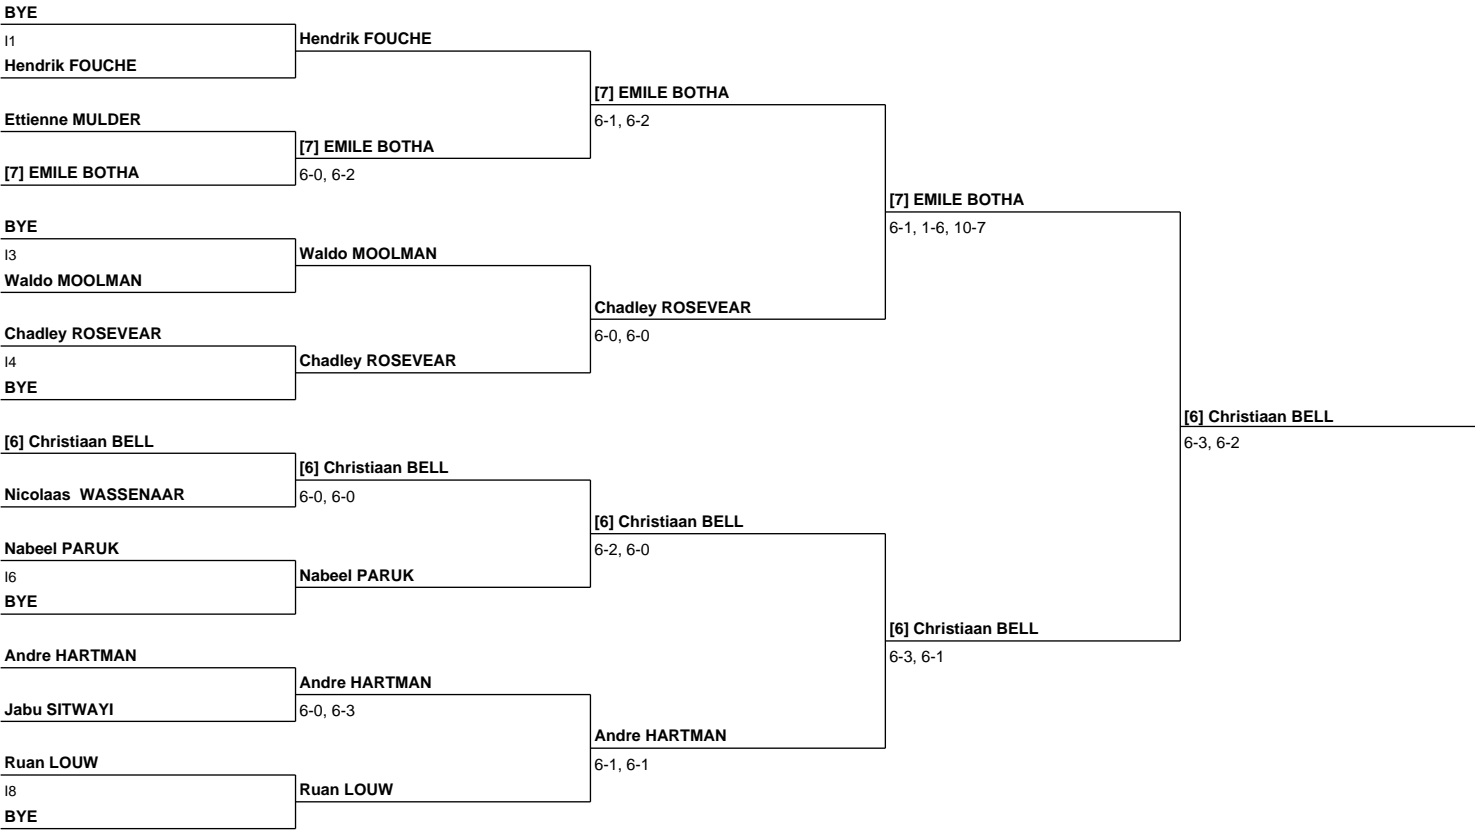 BYE
I1
Hendrik FOUCHE
Hendrik FOUCHE
Ettienne MULDER
[7] EMILE BOTHA
[7] EMILE BOTHA
6-0, 6-2
[7] EMILE BOTHA
6-1, 6-2
BYE
I3
Waldo MOOLMAN
Waldo MOOLMAN
Chadley ROSEVEAR
I4
BYE
Chadley ROSEVEAR
Chadley ROSEVEAR
6-0, 6-0
[7] EMILE BOTHA
6-1, 1-6, 10-7
[6] Christiaan BELL
Nicolaas  WASSENAAR
[6] Christiaan BELL
6-0, 6-0
Nabeel PARUK
I6
BYE
Nabeel PARUK
[6] Christiaan BELL
6-2, 6-0
Andre HARTMAN
Jabu SITWAYI
Andre HARTMAN
6-0, 6-3
Ruan LOUW
I8
BYE
Ruan LOUW
Andre HARTMAN
6-1, 6-1
[6] Christiaan BELL
6-3, 6-1
[6] Christiaan BELL
6-3, 6-2